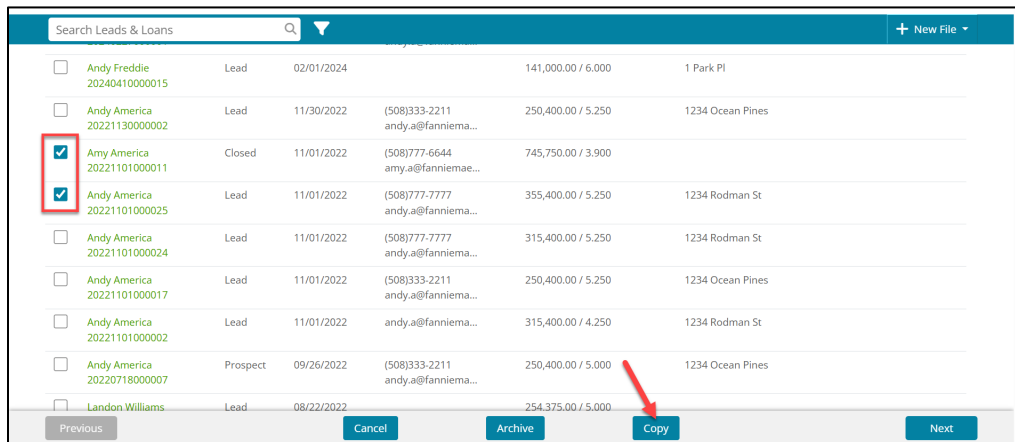 Search Leads & Loans
+ New File
Andy Freddie Lead 02/01/2024 141,000.00 / 6.000 1 Park Pl
20240410000015
Andy America Lead 11/30/2022 (508)333-2211 250,400.00 / 5.250 1234 Ocean Pines
20221130000002 andy.a@fanniema...
Amy America Closed 11/01/2022 (508)777-6644 745,750.00 / 3.900
20221101000011 amy.a@fanniemae...
Andy America Lead 11/01/2022 (508)777-7777 355,400.00 / 5.250 1234 Rodman St
20221101000025 andy.a@fanniema...
Andy America Lead 11/01/2022 (508)777-7777 315,400.00 / 5.250 1234 Rodman St
20221101000024 andy.a@fanniema...
Andy America Lead 11/01/2022 (508)333-2211 250,400.00 / 5.250 1234 Ocean Pines
20221101000017 andy.a@fanniema...
Andy America Lead 11/01/2022 andy.a@fanniema... 315,400.00 / 4.250 1234 Rodman St
20221101000002
Andy America Prospect 09/26/2022 (508)333-2211 250,400.00 / 5.000 1234 Ocean Pines
20220718000007 andy.a@fanniema...
Landon Williams Lead 08/22/2022 254,375.00 / 5.000
Previous Cancel Archive Copy Next